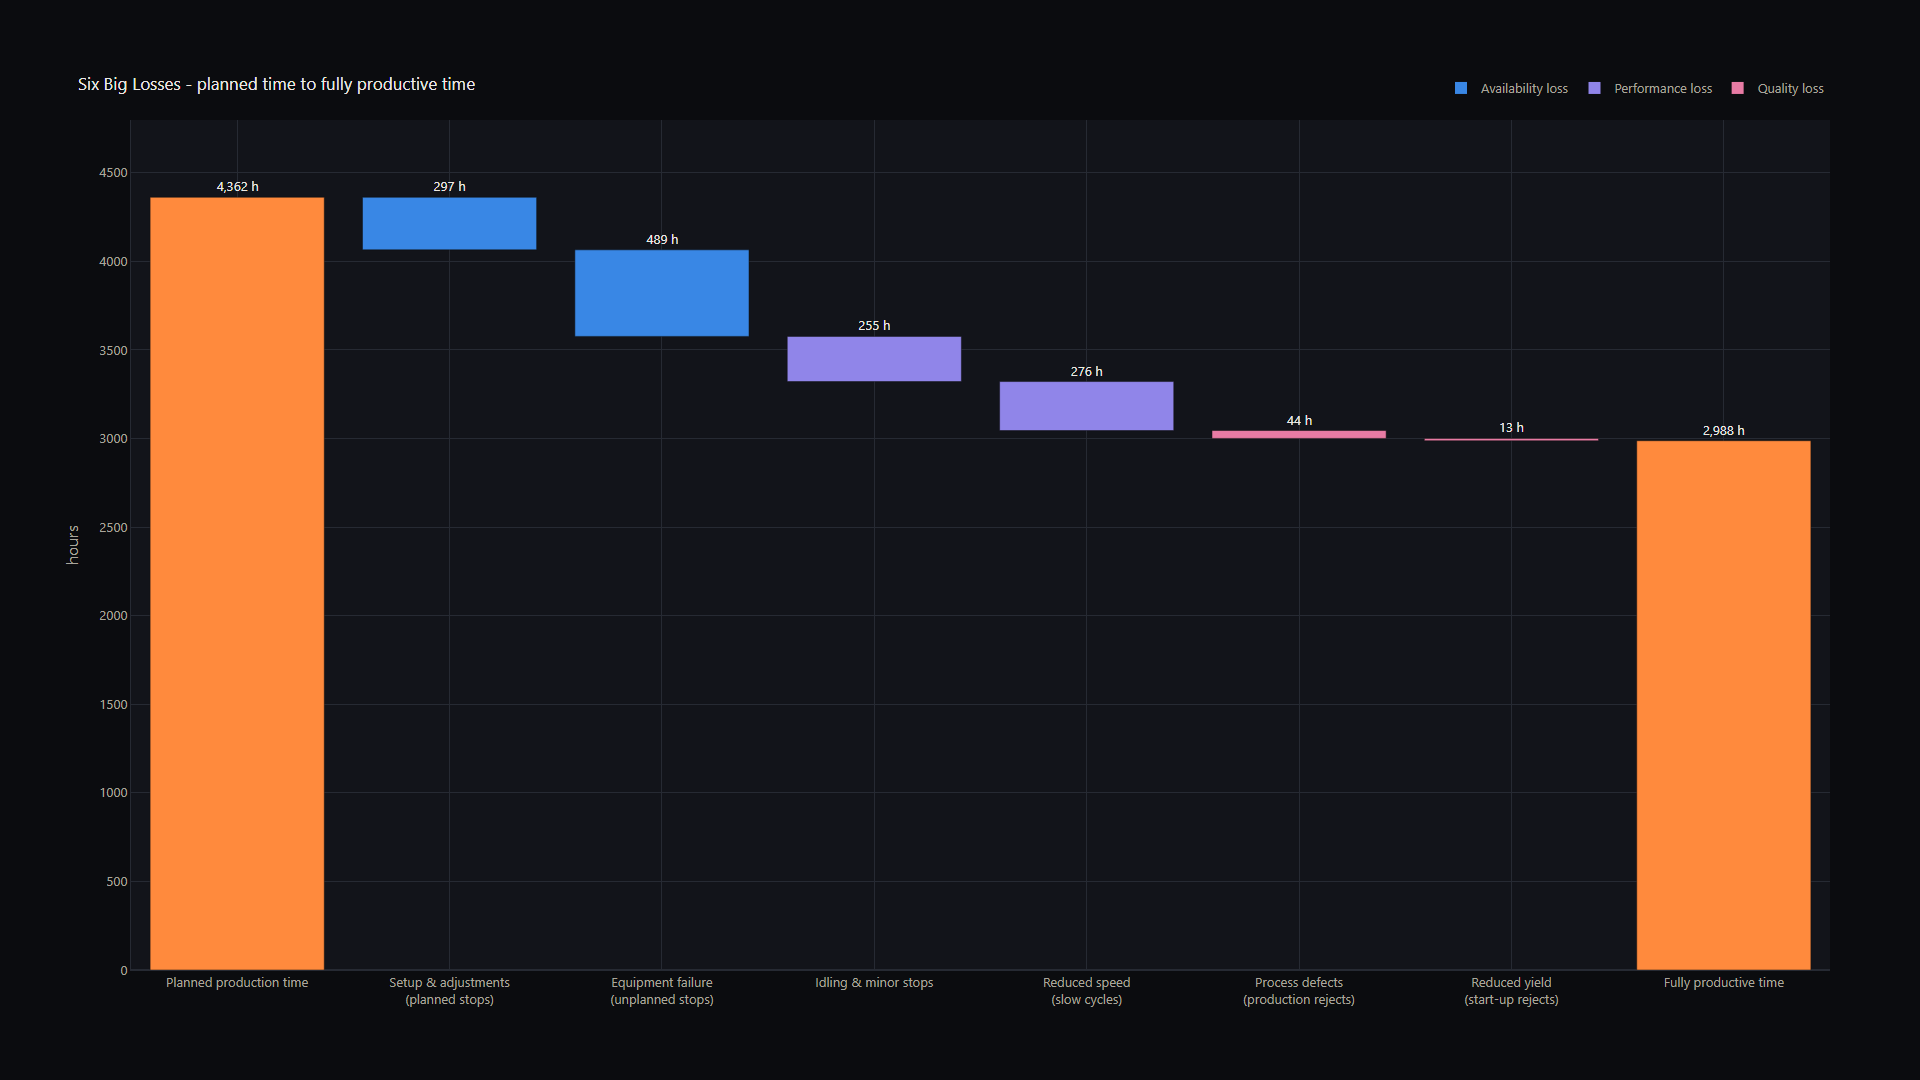 Six Big Losses - planned time to fully productive time
Availability loss
Performance loss
Quality loss
hours
4500
4000
3500
3000
2500
2000
1500
1000
500
0
4,362 h
297 h
489 h
255 h
276 h
44 h
13 h
2,988 h
Planned production time
Setup & adjustments
(planned stops)
Equipment failure
(unplanned stops)
Idling & minor stops
Reduced speed
(slow cycles)
Process defects
(production rejects)
Reduced yield
(start-up rejects)
Fully productive time